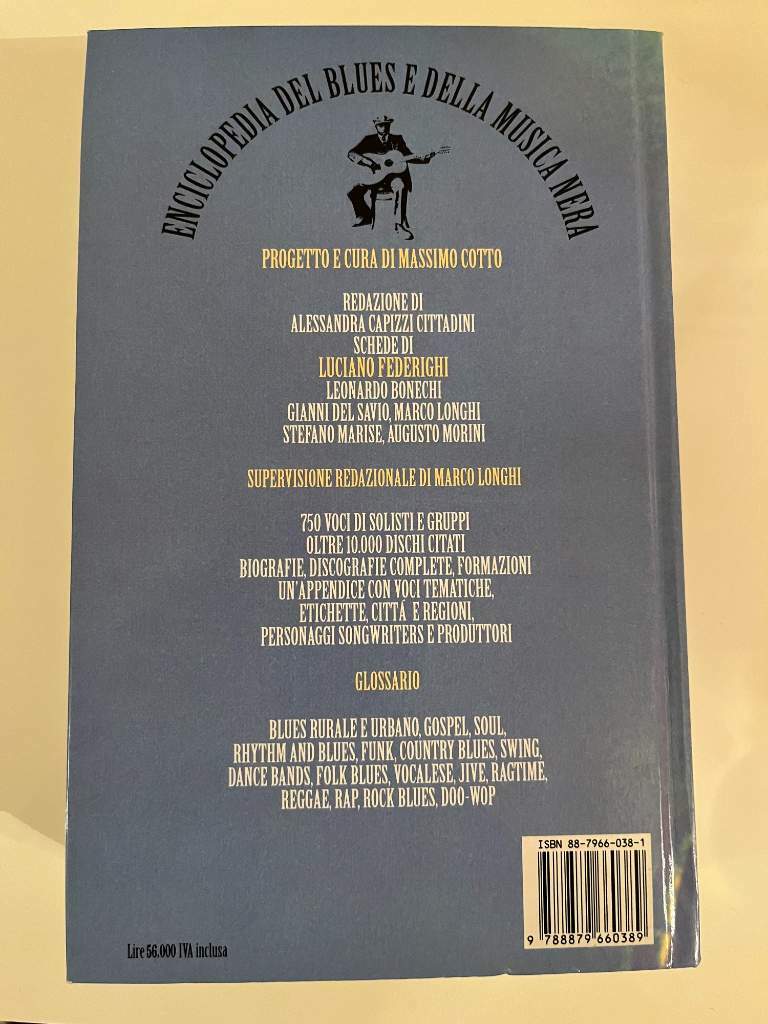 ENCICLOPEDIA DEL BLUES E DELLA MUSICA NERA
PROGETTO E CURA DI MASSIMO COTTO
REDAZIONE DI
ALESSANDRA CAPIZZI CITTADINI
SCHEDE DI
LUCIANO FEDERIGHI
LEONARDO BONECHI
GIANNI DEL SAVIO, MARCO LONGHI
STEFANO MARISE, AUGUSTO MORINI
SUPERVISIONE REDAZIONALE DI MARCO LONGHI
750 VOCI DI SOLISTI E GRUPPI
OLTRE 10.000 DISCHI CITATI
BIOGRAFIE, DISCOGRAFIE COMPLETE, FORMAZIONI
UN'APPENDICE CON VOCI TEMATICHE,
ETICHETTE, CITTÁ E REGIONI,
PERSONAGGI SONGWRITERS E PRODUTTORI
GLOSSARIO
BLUES RURALE E URBANO, GOSPEL, SOUL,
RHYTHM AND BLUES, FUNK, COUNTRY BLUES, SWING,
DANCE BANDS, FOLK BLUES, VOCALESE, JIVE, RAGTIME,
REGGAE, RAP, ROCK BLUES, DOO-WOP
ISBN 88-7966-038-1
9 788879 660389
Lire 56.000 IVA inclusa